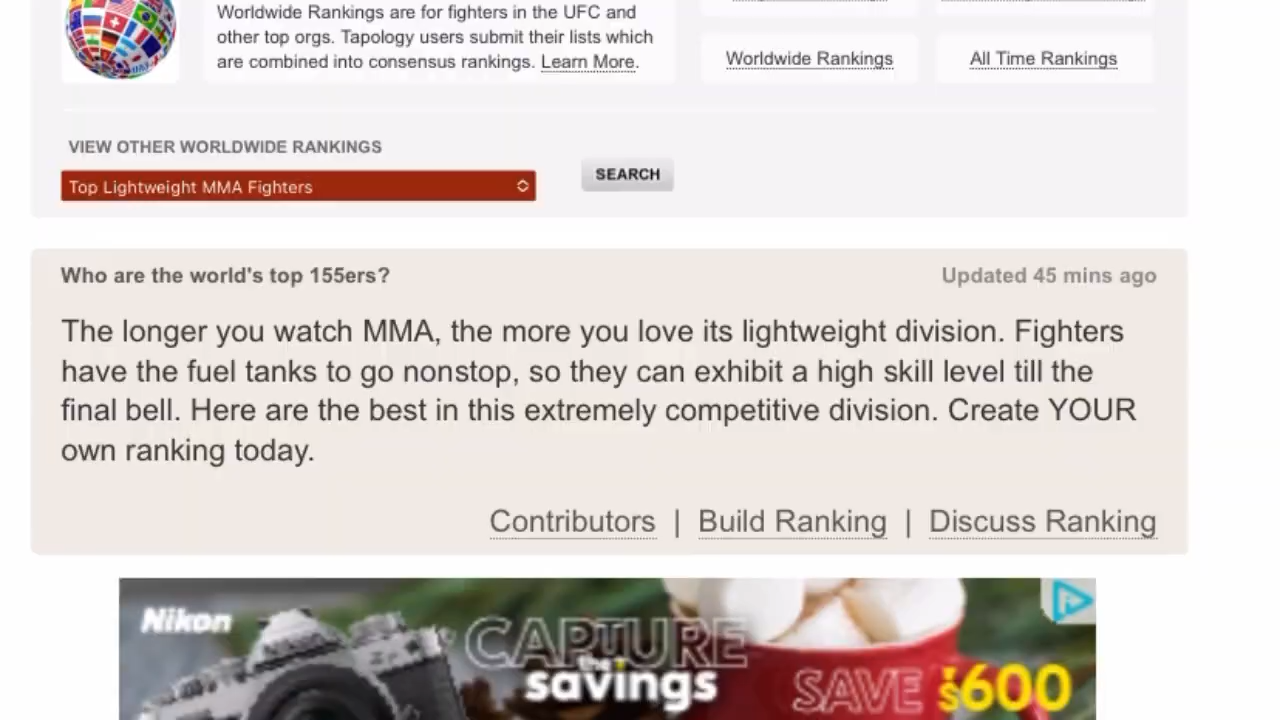 Worldwide Rankings are for fighters in the UFC and
other top orgs. Tapology users submit their lists which
are combined into consensus rankings. Learn More.
Worldwide Rankings
All Time Rankings
VIEW OTHER WORLDWIDE RANKINGS
Top Lightweight MMA Fighters
SEARCH
Who are the world's top 155ers?
Updated 45 mins ago
The longer you watch MMA, the more you love its lightweight division. Fighters
have the fuel tanks to go nonstop, so they can exhibit a high skill level till the
final bell. Here are the best in this extremely competitive division. Create YOUR
own ranking today.
Contributors | Build Ranking | Discuss Ranking
Nikon
CAPTURE
the
savings
SAVE $600